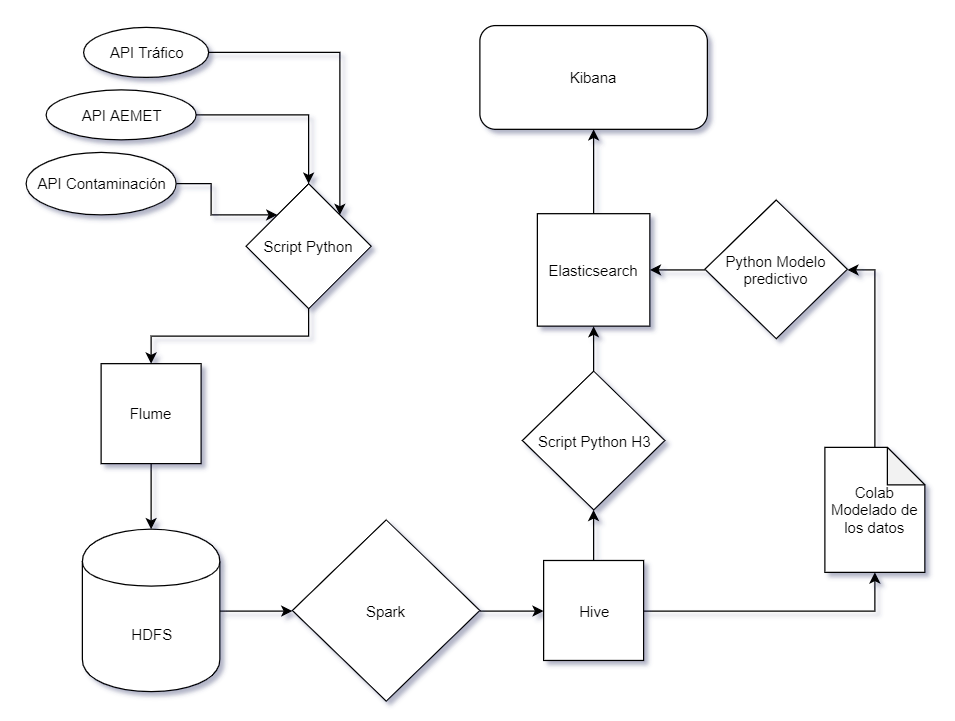 API Tráfico
API AEMET
API Contaminación
Script Python
Flume
HDFS
Spark
Hive
Script Python H3
Elasticsearch
Kibana
Python Modelo
predictivo
Colab
Modelado de
los datos